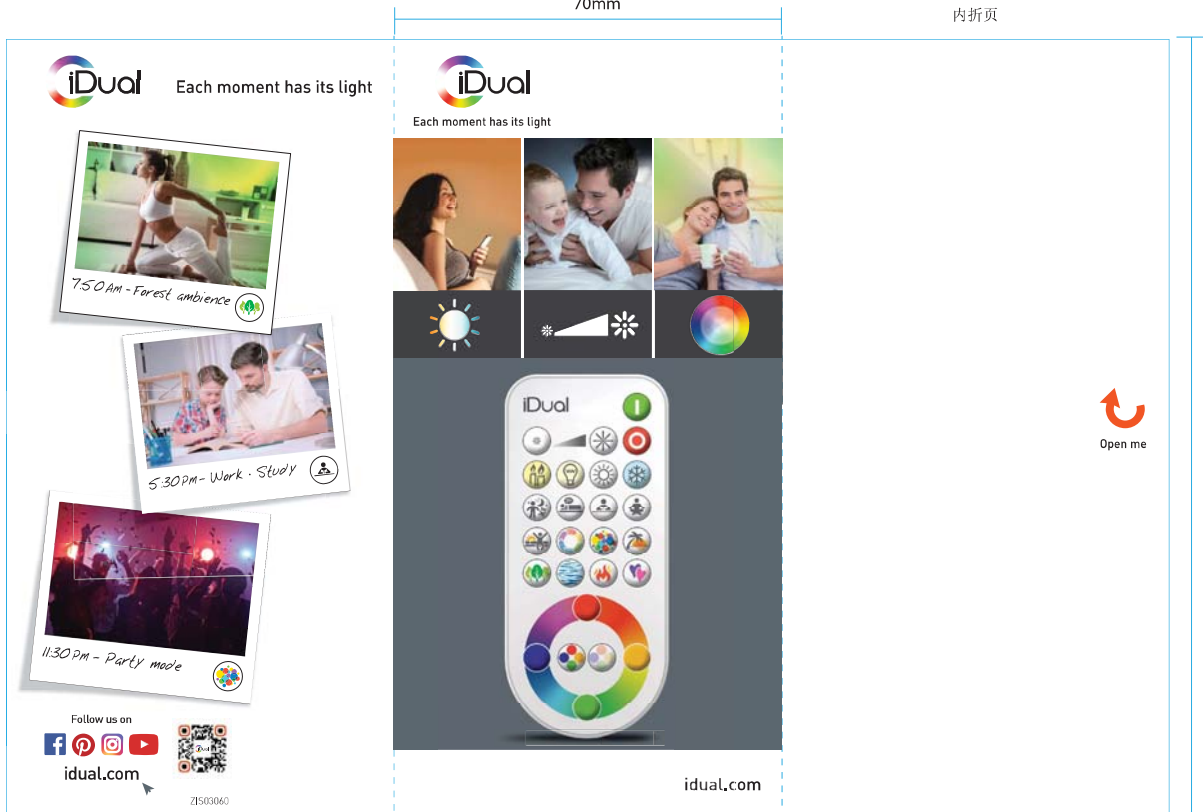 70mm
内折页
iDual
Each moment has its light
7:50 Am - Forest ambience
5:30 Pm - Work · Study
11:30 Pm - Party mode
Follow us on
iDual
idual.com
ZIS03060
iDual
Each moment has its light
iDual
idual.com
Open me